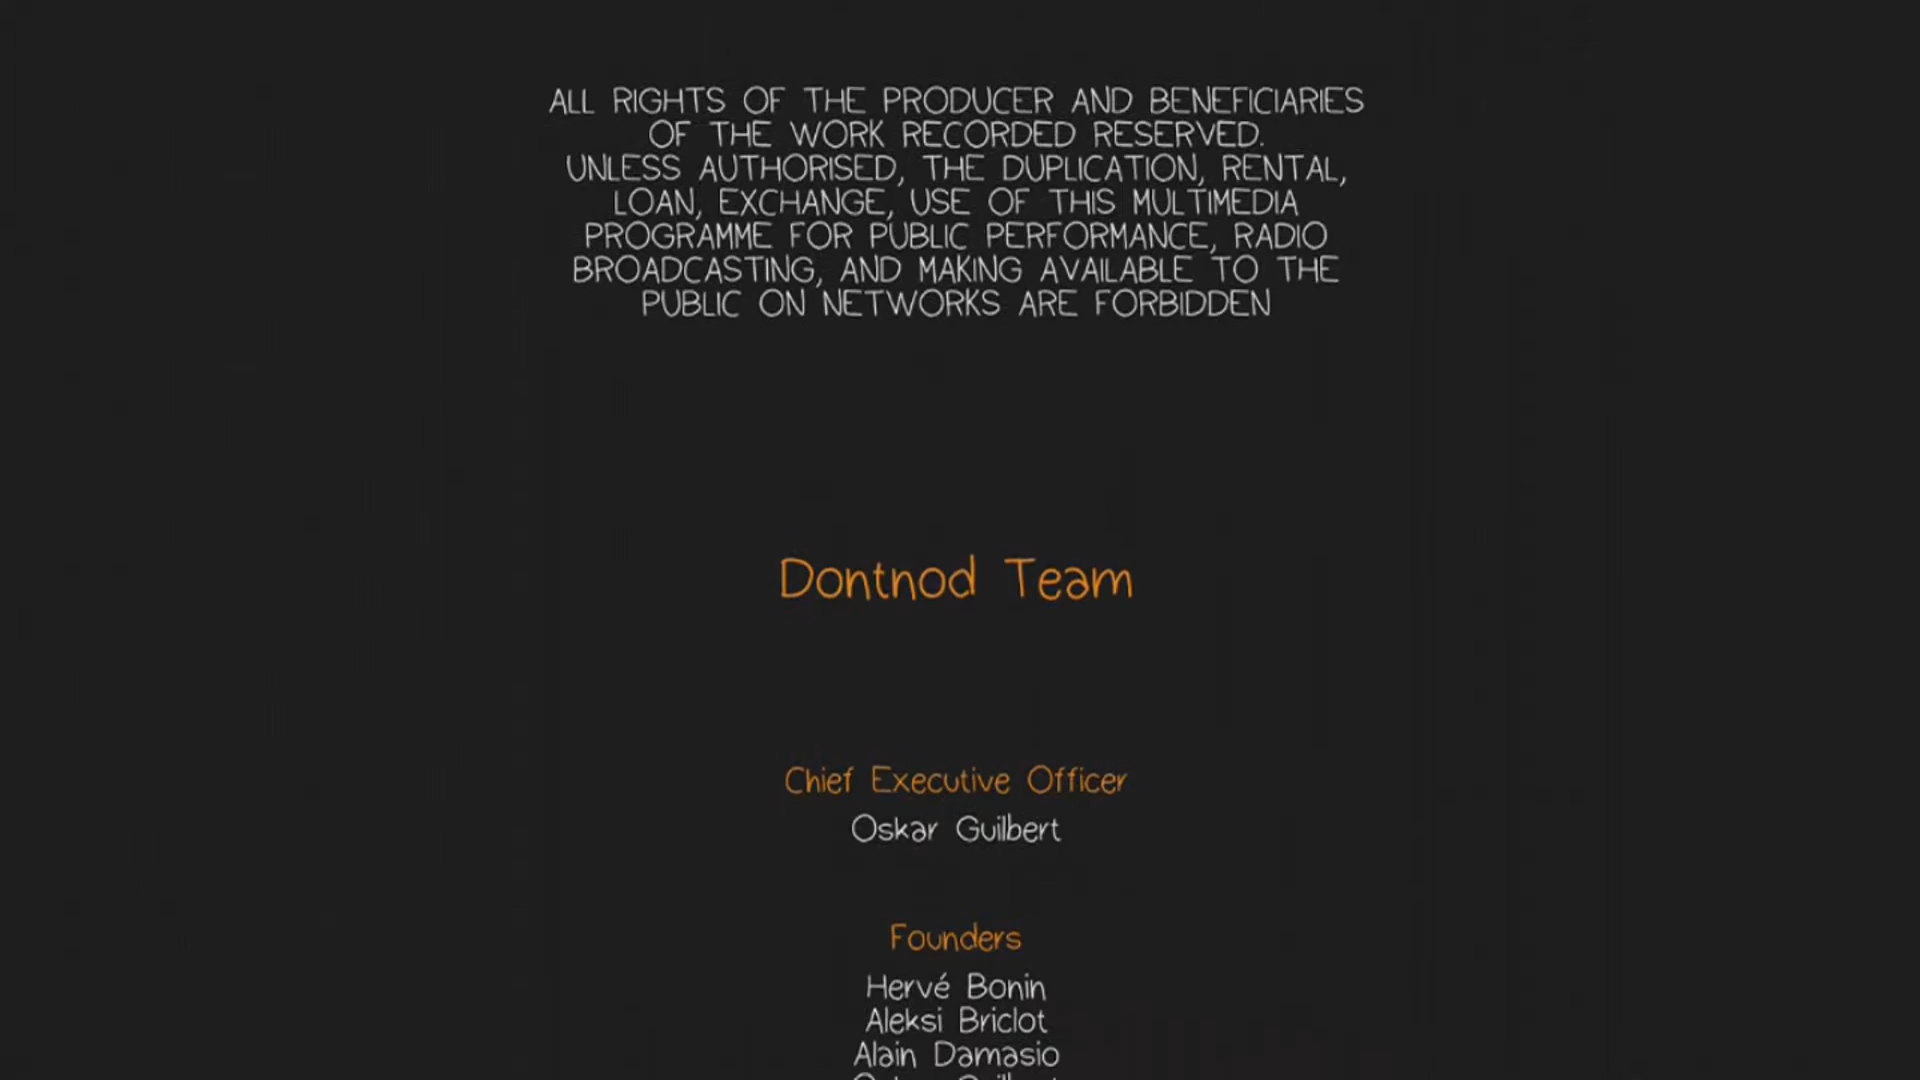 ALL RIGHTS OF THE PRODUCER AND BENEFICIARIES
OF THE WORK RECORDED RESERVED.
UNLESS AUTHORISED, THE DUPLICATION, RENTAL,
LOAN, EXCHANGE, USE OF THIS MULTIMEDIA
PROGRAMME FOR PUBLIC PERFORMANCE, RADIO
BROADCASTING, AND MAKING AVAILABLE TO THE
PUBLIC ON NETWORKS ARE FORBIDDEN
Dontnod Team
Chief Executive Officer
Oskar Guilbert
Founders
Hervé Bonin
Aleksi Briclot
Alain Damasio